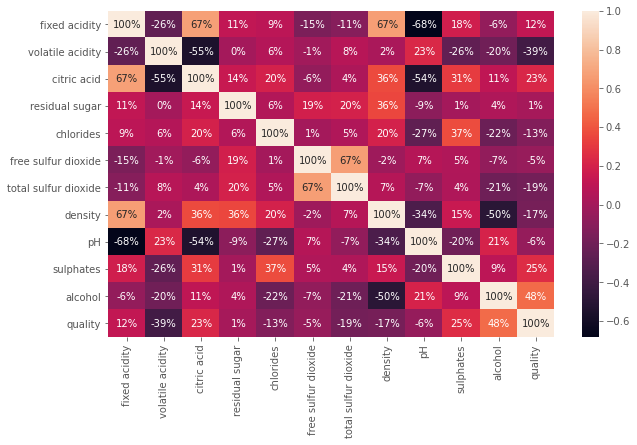 fixed acidity 100% -26% 67% 11% 9% -15% -11% 67% -68% 18% -6% 12%
volatile acidity -26% 100% -55% 0% 6% -1% 8% 2% 23% -26% -20% -39%
citric acid 67% -55% 100% 14% 20% -6% 4% 36% -54% 31% 11% 23%
residual sugar 11% 0% 14% 100% 6% 19% 20% 36% -9% 1% 4% 1%
chlorides 9% 6% 20% 6% 100% 1% 5% 20% -27% 37% -22% -13%
free sulfur dioxide -15% -1% -6% 19% 1% 100% 67% -2% 7% 5% -7% -5%
total sulfur dioxide -11% 8% 4% 20% 5% 67% 100% 7% -7% 4% -21% -19%
density 67% 2% 36% 36% 20% -2% 7% 100% -34% 15% -50% -17%
pH -68% 23% -54% -9% -27% 7% -7% -34% 100% -20% 21% -6%
sulphates 18% -26% 31% 1% 37% 5% 4% 15% -20% 100% 9% 25%
alcohol -6% -20% 11% 4% -22% -7% -21% -50% 21% 9% 100% 48%
quality 12% -39% 23% 1% -13% -5% -19% -17% -6% 25% 48% 100%
fixed acidity
volatile acidity
citric acid
residual sugar
chlorides
free sulfur dioxide
total sulfur dioxide
density
pH
sulphates
alcohol
quality
1.0
0.8
0.6
0.4
0.2
0.0
−0.2
−0.4
−0.6